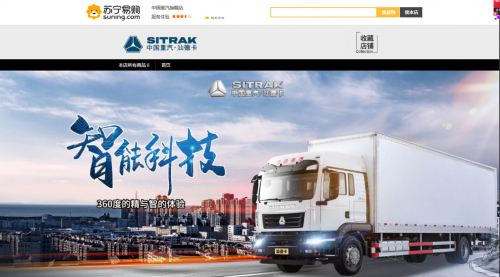 苏宁易购
suning.com
中国重汽旗舰店
服务体验
搜索
搜本店
SITRAK
中国重汽·汕德卡
收藏
店铺
Collection
本店所有商品
首页
SITRAK
中国重汽·汕德卡
智能科技
360度的精与智的体验